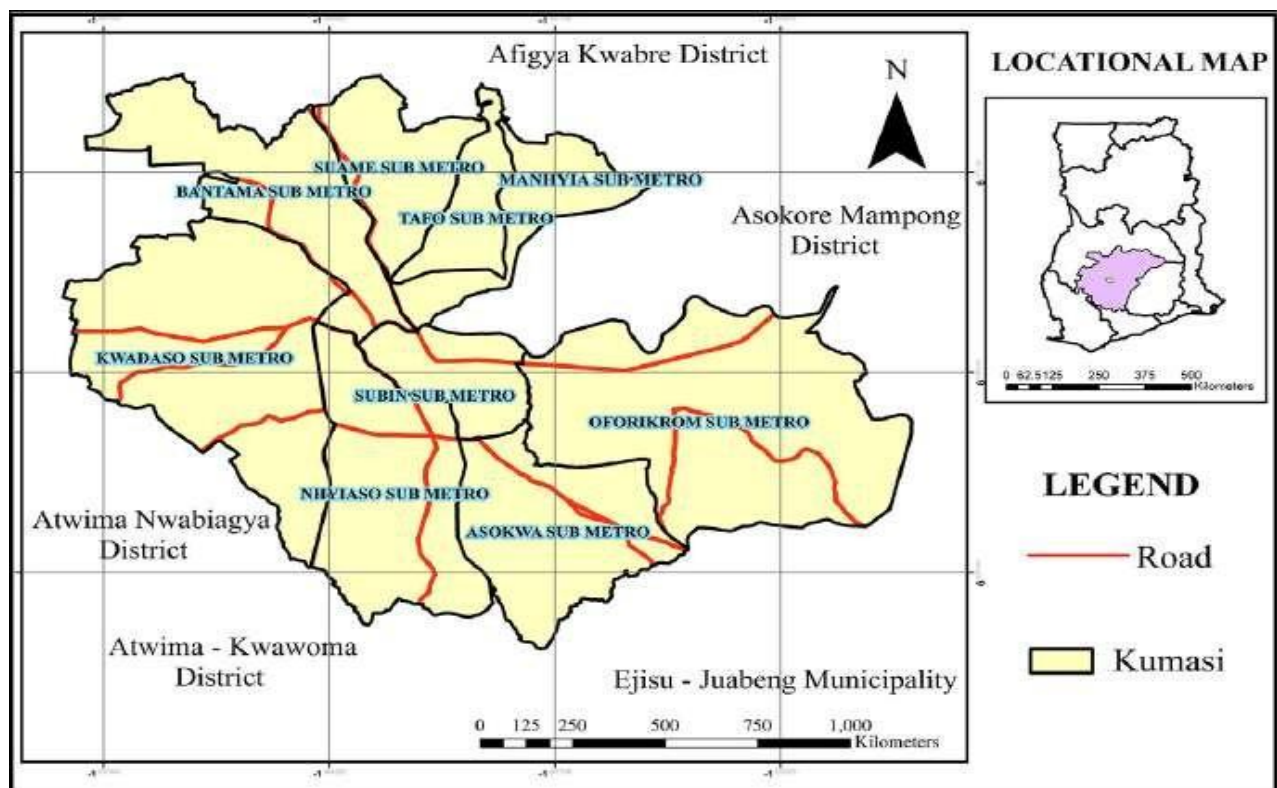 Afigya Kwabre District
N
SUAME SUB METRO
BANTAMA SUB METRO
MANHYIA SUB METRO
TAFO SUB METRO
Asokore Mampong
District
KWADASO SUB METRO
SUBIN SUB METRO
OFORIKROM SUB METRO
NHYIASO SUB METRO
ASOKWA SUB METRO
Atwima Nwabiagya
District
Atwima - Kwawoma
District
Ejisu - Juabeng Municipality
0 125 250 500 750 1,000
Kilometers
LOCATIONAL MAP
0 62.5 125 250 375 500
Kilometers
LEGEND
Road
Kumasi